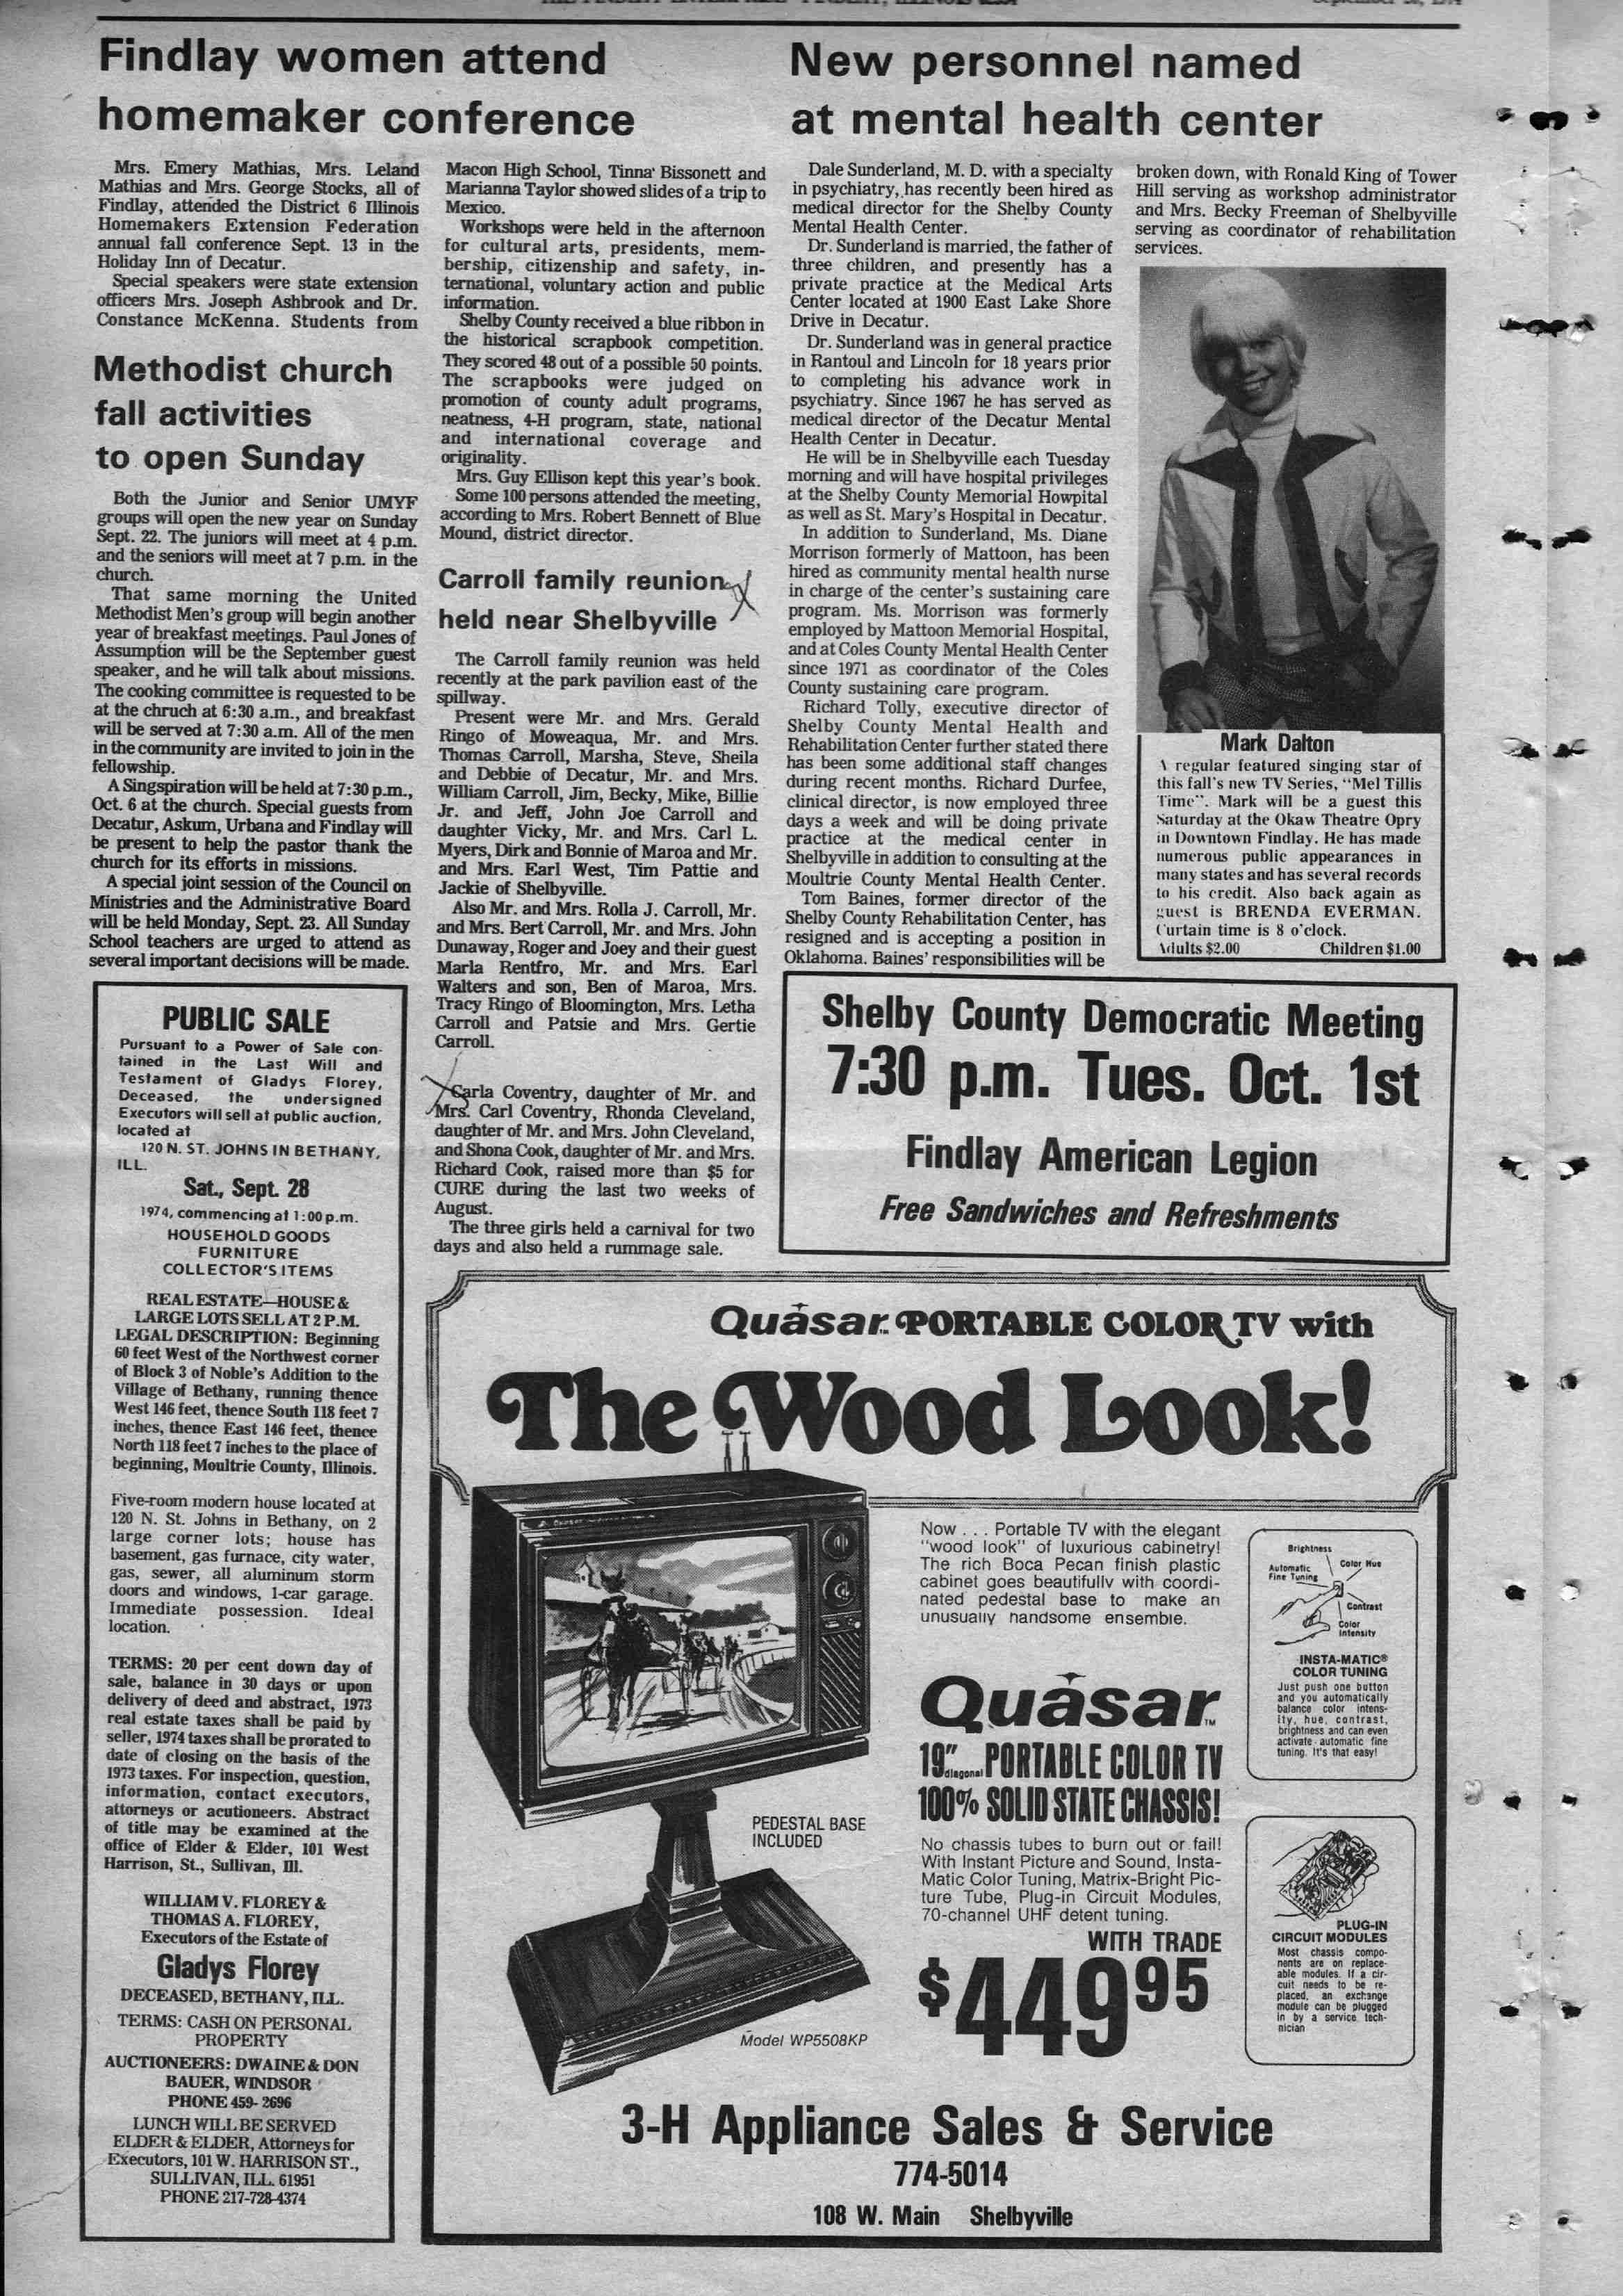 Findlay women attend
homemaker conference
Mrs. Emery Mathias, Mrs. Leland
Mathias and Mrs. George Stocks, all of
Findlay, attended the District 6 Illinois
Homemakers Extension Federation
annual fall conference Sept. 13 in the
Holiday Inn of Decatur.
Special speakers were state extension
officers Mrs. Joseph Ashbrook and Dr.
Constance McKenna. Students from
Macon High School, Tinna Bissonett and
Marianna Taylor showed slides of a trip to
Mexico.
Workshops were held in the afternoon
for cultural arts, presidents, mem-
bership, citizenship and safety, in-
ternational, voluntary action and public
information.
Shelby County received a blue ribbon in
the historical scrapbook competition.
They scored 48 out of a possible 50 points.
The scrapbooks were judged on
promotion of county adult programs,
neatness, 4-H program, state, national
and international coverage and
originality.
Mrs. Guy Ellison kept this year's book.
Some 100 persons attended the meeting,
according to Mrs. Robert Bennett of Blue
Mound, district director.
Methodist church
fall activities
to open Sunday
Both the Junior and Senior UMYF
groups will open the new year on Sunday
Sept. 22. The juniors will meet at 4 p.m.
and the seniors will meet at 7 p.m. in the
church.
That same morning the United
Methodist Men's group will begin another
year of breakfast meetings. Paul Jones of
Assumption will be the September guest
speaker, and he will talk about missions.
The cooking committee is requested to be
at the chruch at 6:30 a.m., and breakfast
will be served at 7:30 a.m. All of the men
in the community are invited to join in the
fellowship.
A Singspiration will be held at 7:30 p.m.,
Oct. 6 at the church. Special guests from
Decatur, Askum, Urbana and Findlay will
be present to help the pastor thank the
church for its efforts in missions.
A special joint session of the Council on
Ministries and the Administrative Board
will be held Monday, Sept. 23. All Sunday
School teachers are urged to attend as
several important decisions will be made.
Carroll family reunion
held near Shelbyville
The Carroll family reunion was held
recently at the park pavilion east of the
spillway.
Present were Mr. and Mrs. Gerald
Ringo of Moweaqua, Mr. and Mrs.
Thomas Carroll, Marsha, Steve, Sheila
and Debbie of Decatur, Mr. and Mrs.
William Carroll, Jim, Becky, Mike, Billie
Jr. and Jeff, John Joe Carroll and
daughter Vicky, Mr. and Mrs. Carl L.
Myers, Dirk and Bonnie of Maroa and Mr.
and Mrs. Earl West, Tim Pattie and
Jackie of Shelbyville.
Also Mr. and Mrs. Rolla J. Carroll, Mr.
and Mrs. Bert Carroll, Mr. and Mrs. John
Dunaway, Roger and Joey and their guest
Marla Rentfro, Mr. and Mrs. Earl
Walters and son, Ben of Maroa, Mrs.
Tracy Ringo of Bloomington, Mrs. Letha
Carroll and Patsie and Mrs. Gertie
Carroll.
Carla Coventry, daughter of Mr. and
Mrs. Carl Coventry, Rhonda Cleveland,
daughter of Mr. and Mrs. John Cleveland,
and Shona Cook, daughter of Mr. and Mrs.
Richard Cook, raised more than $5 for
CURE during the last two weeks of
August.
The three girls held a carnival for two
days and also held a rummage sale.
New personnel named
at mental health center
Dale Sunderland, M. D. with a specialty
in psychiatry, has recently been hired as
medical director for the Shelby County
Mental Health Center.
Dr. Sunderland is married, the father of
three children, and presently has a
private practice at the Medical Arts
Center located at 1900 East Lake Shore
Drive in Decatur.
Dr. Sunderland was in general practice
in Rantoul and Lincoln for 18 years prior
to completing his advance work in
psychiatry. Since 1967 he has served as
medical director of the Decatur Mental
Health Center in Decatur.
He will be in Shelbyville each Tuesday
morning and will have hospital privileges
at the Shelby County Memorial Howpital
as well as St. Mary's Hospital in Decatur.
In addition to Sunderland, Ms. Diane
Morrison formerly of Mattoon, has been
hired as community mental health nurse
in charge of the center's sustaining care
program. Ms. Morrison was formerly
employed by Mattoon Memorial Hospital,
and at Coles County Mental Health Center
since 1971 as coordinator of the Coles
County sustaining care program.
Richard Tolly, executive director of
Shelby County Mental Health and
Rehabilitation Center further stated there
has been some additional staff changes
during recent months. Richard Durfee,
clinical director, is now employed three
days a week and will be doing private
practice at the medical center in
Shelbyville in addition to consulting at the
Moultrie County Mental Health Center.
Tom Baines, former director of the
Shelby County Rehabilitation Center, has
resigned and is accepting a position in
Oklahoma. Baines' responsibilities will be
broken down, with Ronald King of Tower
Hill serving as workshop administrator
and Mrs. Becky Freeman of Shelbyville
serving as coordinator of rehabilitation
services.
Mark Dalton
A regular featured singing star of
this fall's new TV Series, "Mel Tillis
Time". Mark will be a guest this
Saturday at the Okaw Theatre Opry
in Downtown Findlay. He has made
numerous public appearances in
many states and has several records
to his credit. Also back again as
guest is BRENDA EVERMAN.
Curtain time is 8 o'clock.
Adults $2.00 Children $1.00
PUBLIC SALE
Pursuant to a Power of Sale con-
tained in the Last Will and
Testament of Gladys Florey,
Deceased, the undersigned
Executors will sell at public auction,
located at
120 N. ST. JOHNS IN BETHANY,
ILL.
Sat., Sept. 28
1974, commencing at 1:00 p.m.
HOUSEHOLD GOODS
FURNITURE
COLLECTOR'S ITEMS
REAL ESTATE—HOUSE &
LARGE LOTS SELL AT 2 P.M.
LEGAL DESCRIPTION: Beginning
60 feet West of the Northwest corner
of Block 3 of Noble's Addition to the
Village of Bethany, running thence
West 146 feet, thence South 118 feet 7
inches, thence East 146 feet, thence
North 118 feet 7 inches to the place of
beginning, Moultrie County, Illinois.
Five-room modern house located at
120 N. St. Johns in Bethany, on 2
large corner lots; house has
basement, gas furnace, city water,
gas, sewer, all aluminum storm
doors and windows, 1-car garage.
Immediate possession. Ideal
location.
TERMS: 20 per cent down day of
sale, balance in 30 days or upon
delivery of deed and abstract, 1973
real estate taxes shall be paid by
seller, 1974 taxes shall be prorated to
date of closing on the basis of the
1973 taxes. For inspection, question,
information, contact executors,
attorneys or acutioneers. Abstract
of title may be examined at the
office of Elder & Elder, 101 West
Harrison, St., Sullivan, Ill.
WILLIAM V. FLOREY &
THOMAS A. FLOREY,
Executors of the Estate of
Gladys Florey
DECEASED, BETHANY, ILL.
TERMS: CASH ON PERSONAL
PROPERTY
AUCTIONEERS: DWAINE & DON
BAUER, WINDSOR
PHONE 459-2696
LUNCH WILL BE SERVED
ELDER & ELDER, Attorneys for
Executors, 101 W. HARRISON ST.,
SULLIVAN, ILL. 61951
PHONE 217-728-4374
Shelby County Democratic Meeting
7:30 p.m. Tues. Oct. 1st
Findlay American Legion
Free Sandwiches and Refreshments
Quasar PORTABLE COLOR TV with
The Wood Look!
Now . . . Portable TV with the elegant
"wood look" of luxurious cabinetry!
The rich Boca Pecan finish plastic
cabinet goes beautifully with coordi-
nated pedestal base to make an
unusually handsome ensemble.
Brightness
Automatic
Fine Tuning
Color Hue
Contrast
Color
Intensity
INSTA-MATIC®
COLOR TUNING
Just push one button
and you automatically
balance color intens-
ity, hue, contrast,
brightness and can even
activate automatic fine
tuning. It's that easy!
Quasar™
19" diagonal PORTABLE COLOR TV
100% SOLID STATE CHASSIS!
PEDESTAL BASE
INCLUDED
No chassis tubes to burn out or fail!
With Instant Picture and Sound, Insta-
Matic Color Tuning, Matrix-Bright Pic-
ture Tube, Plug-in Circuit Modules,
70-channel UHF detent tuning.
WITH TRADE
$449 95
Model WP5508KP
PLUG-IN
CIRCUIT MODULES
Most chassis compo-
nents are on replace-
able modules. If a cir-
cuit needs to be re-
placed, an exchange
module can be plugged
in by a service tech-
nician
3-H Appliance Sales & Service
774-5014
108 W. Main Shelbyville